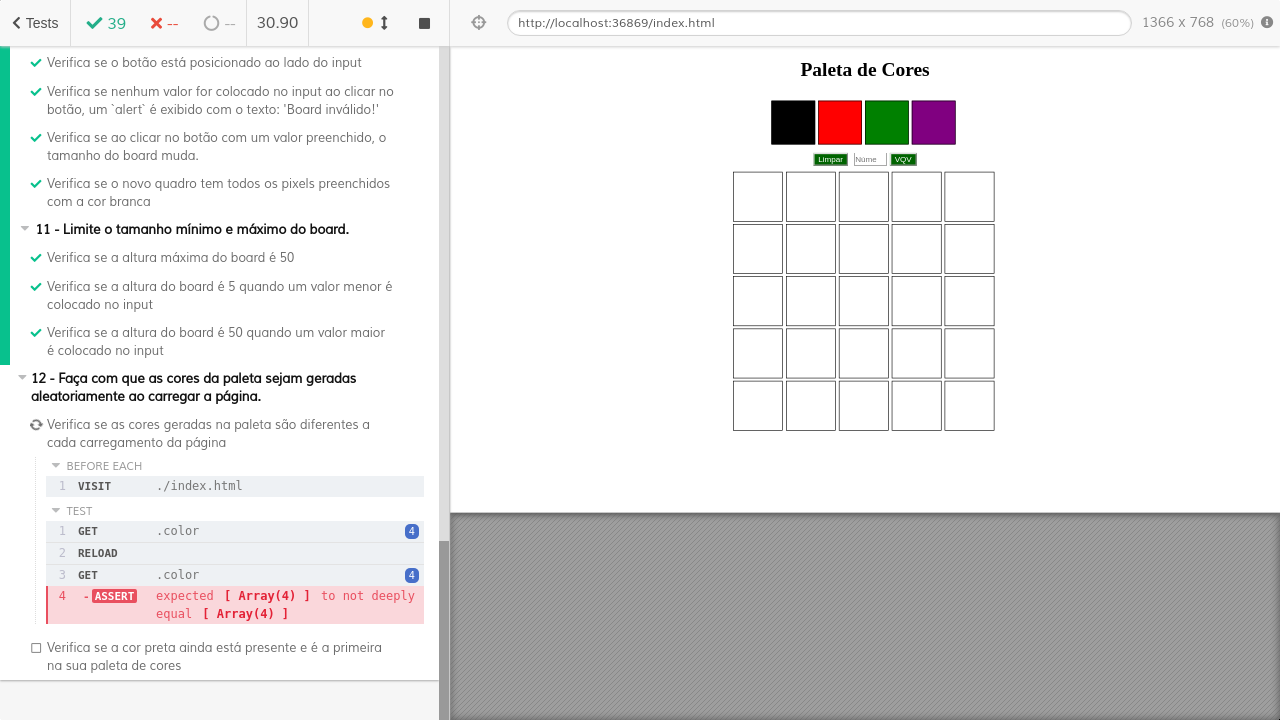 Tests
39
--
--
30.90
http://localhost:36869/index.html
1366 x 768 (60%)
Verifica se o botão está posicionado ao lado do input
Verifica se nenhum valor for colocado no input ao clicar no
botão, um `alert` é exibido com o texto: 'Board inválido!'
Verifica se ao clicar no botão com um valor preenchido, o
tamanho do board muda.
Verifica se o novo quadro tem todos os pixels preenchidos
com a cor branca
11 - Limite o tamanho mínimo e máximo do board.
Verifica se a altura máxima do board é 50
Verifica se a altura do board é 5 quando um valor menor é
colocado no input
Verifica se a altura do board é 50 quando um valor maior
é colocado no input
12 - Faça com que as cores da paleta sejam geradas
aleatoriamente ao carregar a página.
Verifica se as cores geradas na paleta são diferentes a
cada carregamento da página
BEFORE EACH
1 VISIT ./index.html
TEST
1 GET .color 4
2 RELOAD
3 GET .color 4
4 -ASSERT expected [ Array(4) ] to not deeply
equal [ Array(4) ]
Verifica se a cor preta ainda está presente e é a primeira
na sua paleta de cores
Paleta de Cores
Limpar Núme VQV